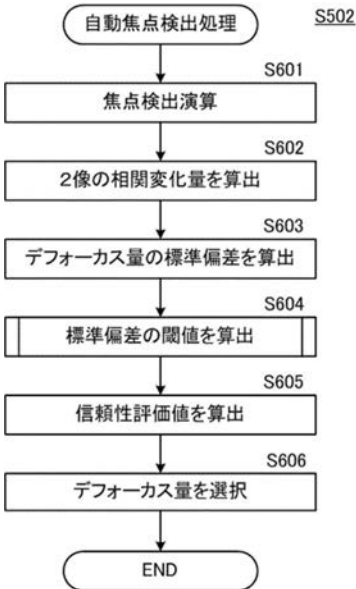 自動焦点検出処理
S502
S601
焦点検出演算
S602
2像の相関変化量を算出
S603
デフォーカス量の標準偏差を算出
S604
標準偏差の閾値を算出
S605
信頼性評価値を算出
S606
デフォーカス量を選択
END